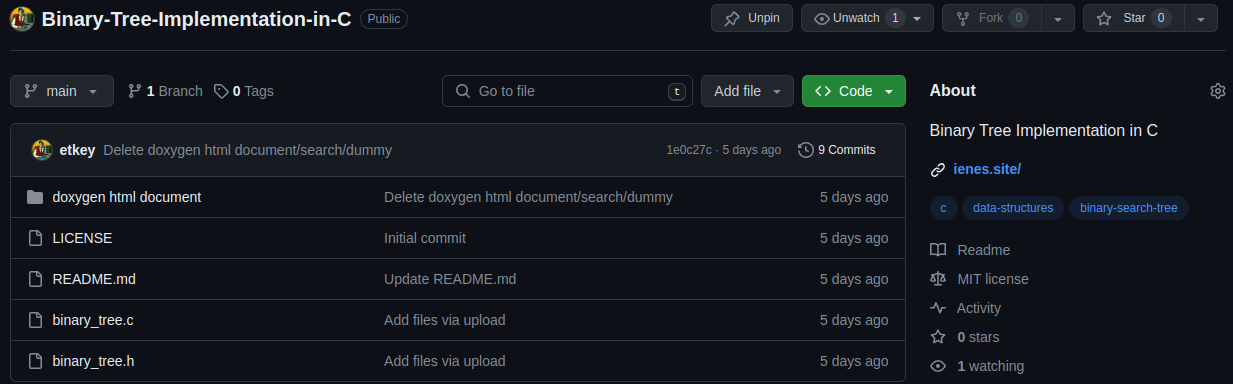 Binary-Tree-Implementation-in-C Public Unpin Unwatch 1 Fork 0 Star 0
main 1 Branch 0 Tags Go to file t Add file Code
etkey Delete doxygen html document/search/dummy 1e0c27c · 5 days ago 9 Commits
doxygen html document Delete doxygen html document/search/dummy 5 days ago
LICENSE Initial commit 5 days ago
README.md Update README.md 5 days ago
binary_tree.c Add files via upload 5 days ago
binary_tree.h Add files via upload 5 days ago
About
Binary Tree Implementation in C
ienes.site/
c data-structures binary-search-tree
Readme
MIT license
Activity
0 stars
1 watching